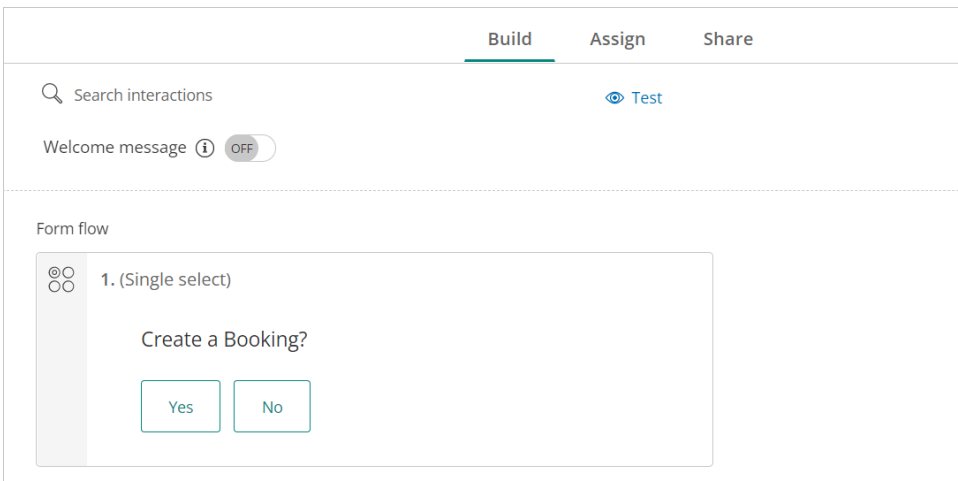 Build Assign Share
Search interactions
Test
Welcome message i OFF
Form flow
1. (Single select)
Create a Booking?
Yes No